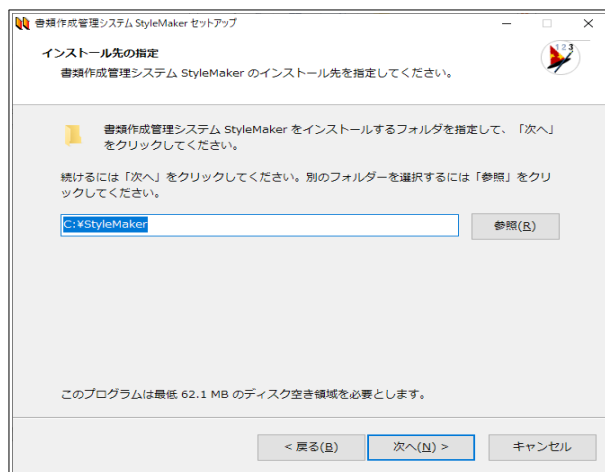 書類作成管理システム StyleMaker セットアップ
インストール先の指定
書類作成管理システム StyleMaker のインストール先を指定してください。
1 2 3
書類作成管理システム StyleMaker をインストールするフォルダを指定して、「次へ」
をクリックしてください。
続けるには「次へ」をクリックしてください。別のフォルダーを選択するには「参照」をクリ
ックしてください。
C:¥StyleMaker
参照(R)
このプログラムは最低 62.1 MB のディスク空き領域を必要とします。
< 戻る(B)
次へ(N) >
キャンセル